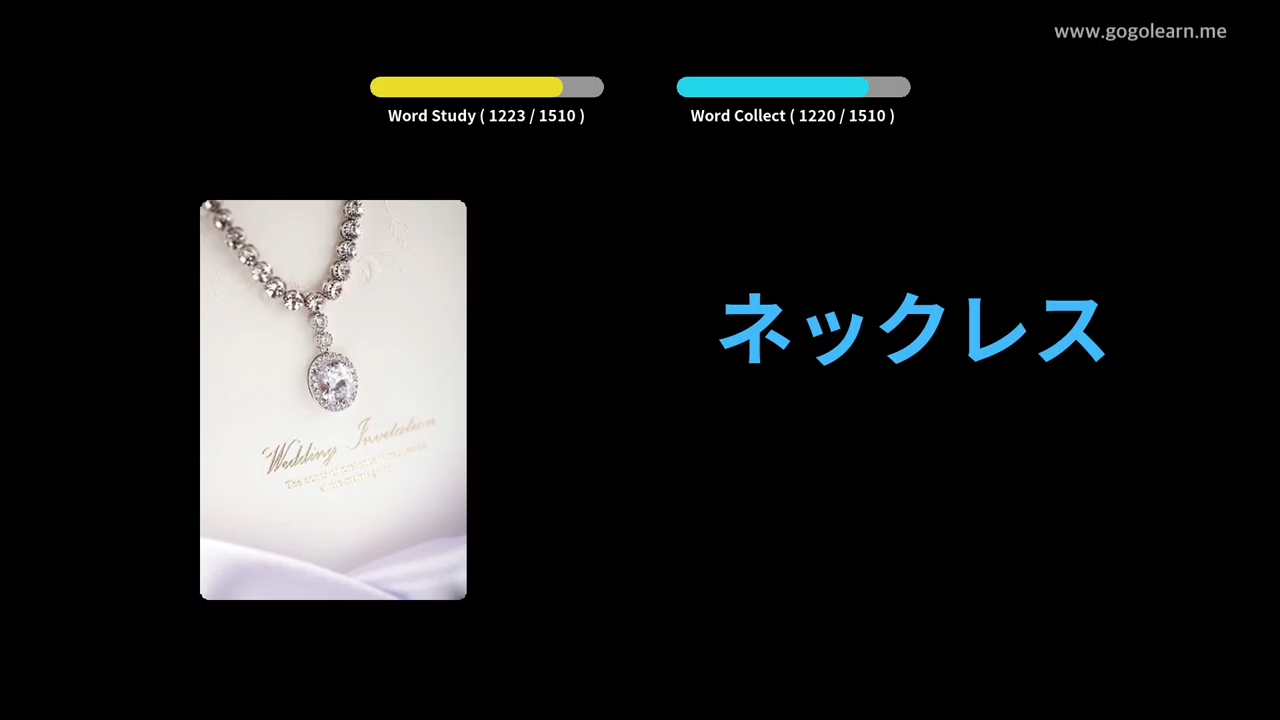 www.gogolearn.me
Word Study ( 1223 / 1510 )
Word Collect ( 1220 / 1510 )
ネックレス
Wedding Invitation